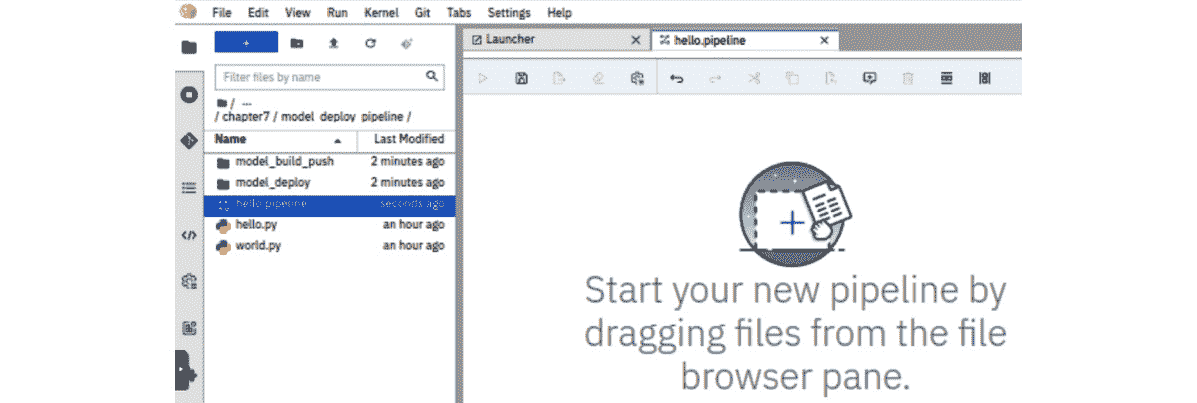 File Edit View Run Kernel Git Tabs Settings Help
Launcher
hello.pipeline
Filter files by name
/ ...
/ chapter7 / model_deploy_pipeline /
Name Last Modified
model_build_push 2 minutes ago
model_deploy 2 minutes ago
hello.pipeline seconds ago
hello.py an hour ago
world.py an hour ago
Start your new pipeline by
dragging files from the file
browser pane.